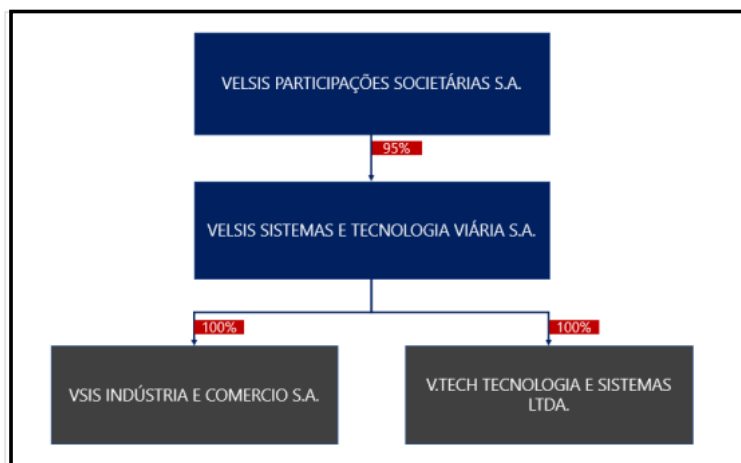 VELSIS PARTICIPAÇÕES SOCIETÁRIAS S.A.
95%
VELSIS SISTEMAS E TECNOLOGIA VIÁRIA S.A.
100%
100%
VSIS INDÚSTRIA E COMERCIO S.A.
V.TECH TECNOLOGIA E SISTEMAS
LTDA.